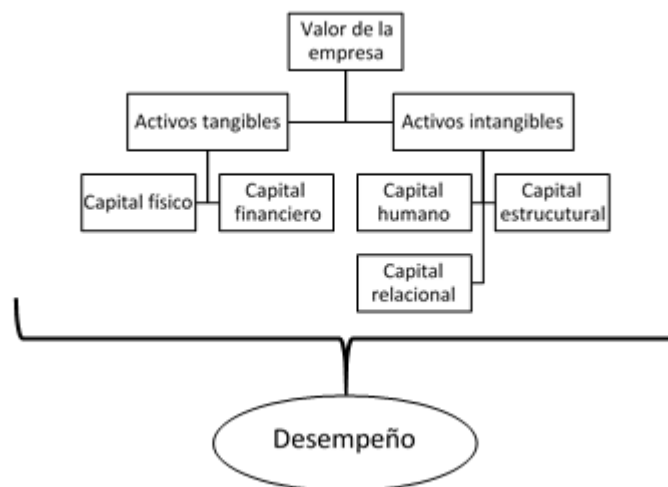 Valor de la
empresa
Activos tangibles
Activos intangibles
Capital físico
Capital
financiero
Capital
humano
Capital
estrucutural
Capital
relacional
Desempeño